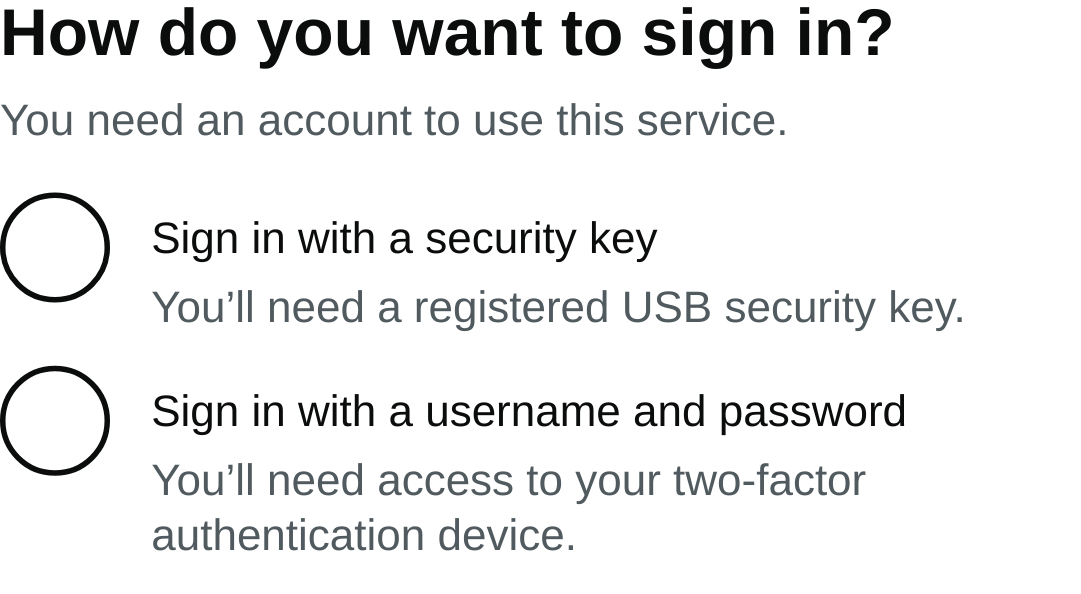 How do you want to sign in?
You need an account to use this service.
Sign in with a security key
You’ll need a registered USB security key.
Sign in with a username and password
You’ll need access to your two-factor
authentication device.